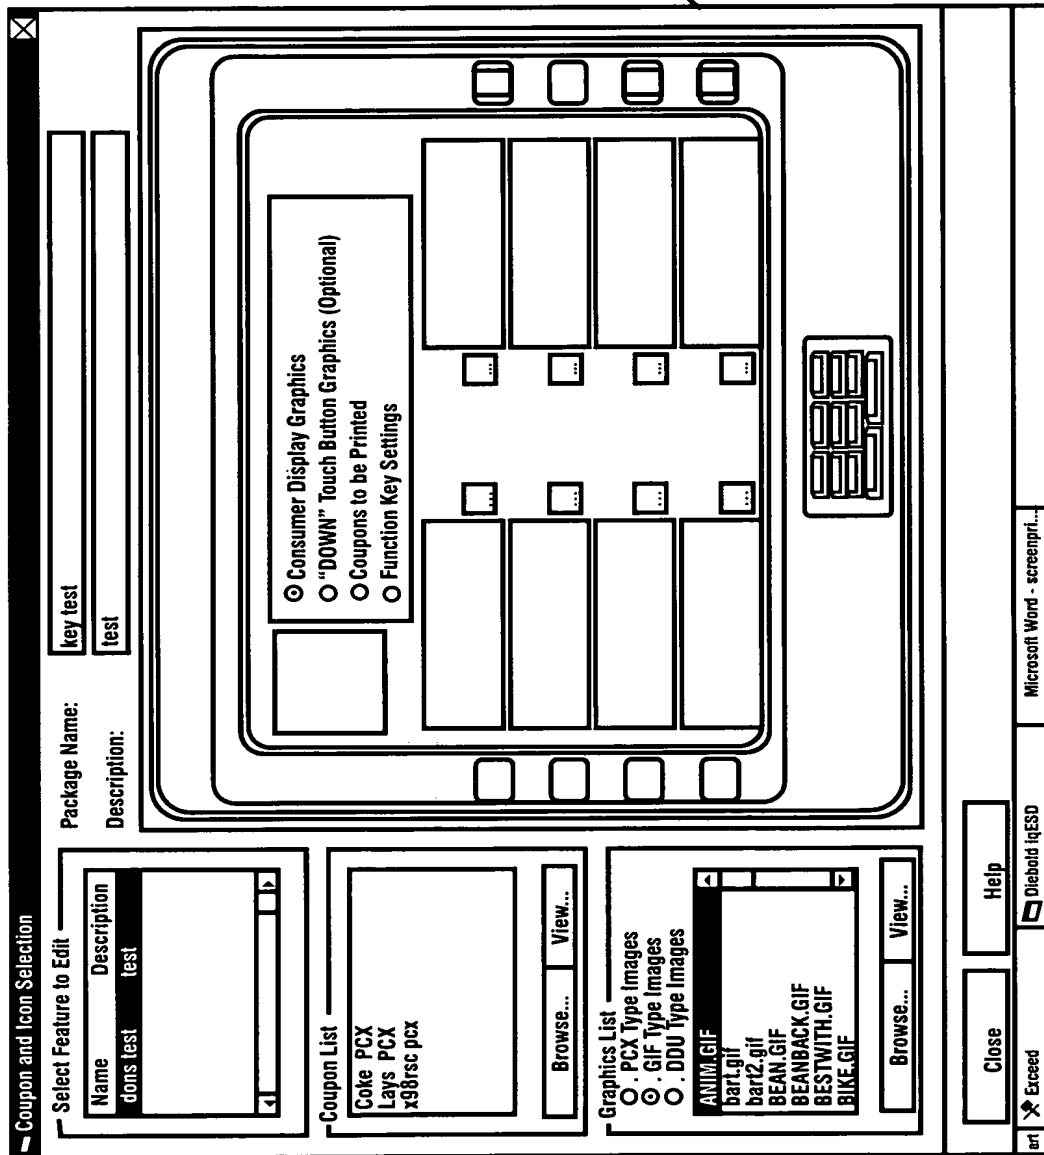 Coupon and Icon Selection
Select Feature to Edit
Name Description
dons test test
Package Name: key test
Description: test
Coupon List
Coke PCX
Lays PCX
x98rsc pcx
Browse... View...
Graphics List
. PCX Type Images
. GIF Type Images
. DDU Type Images
ANIM.GIF
bart.gif
bart2.gif
BEAN.GIF
BEANBACK.GIF
BESTWITH.GIF
BIKE.GIF
Browse... View...
Consumer Display Graphics
"DOWN" Touch Button Graphics (Optional)
Coupons to be Printed
Function Key Settings
...
...
...
...
...
...
...
...
Close Help
art Exceed Diebold iqESD Microsoft Word - screenpri...